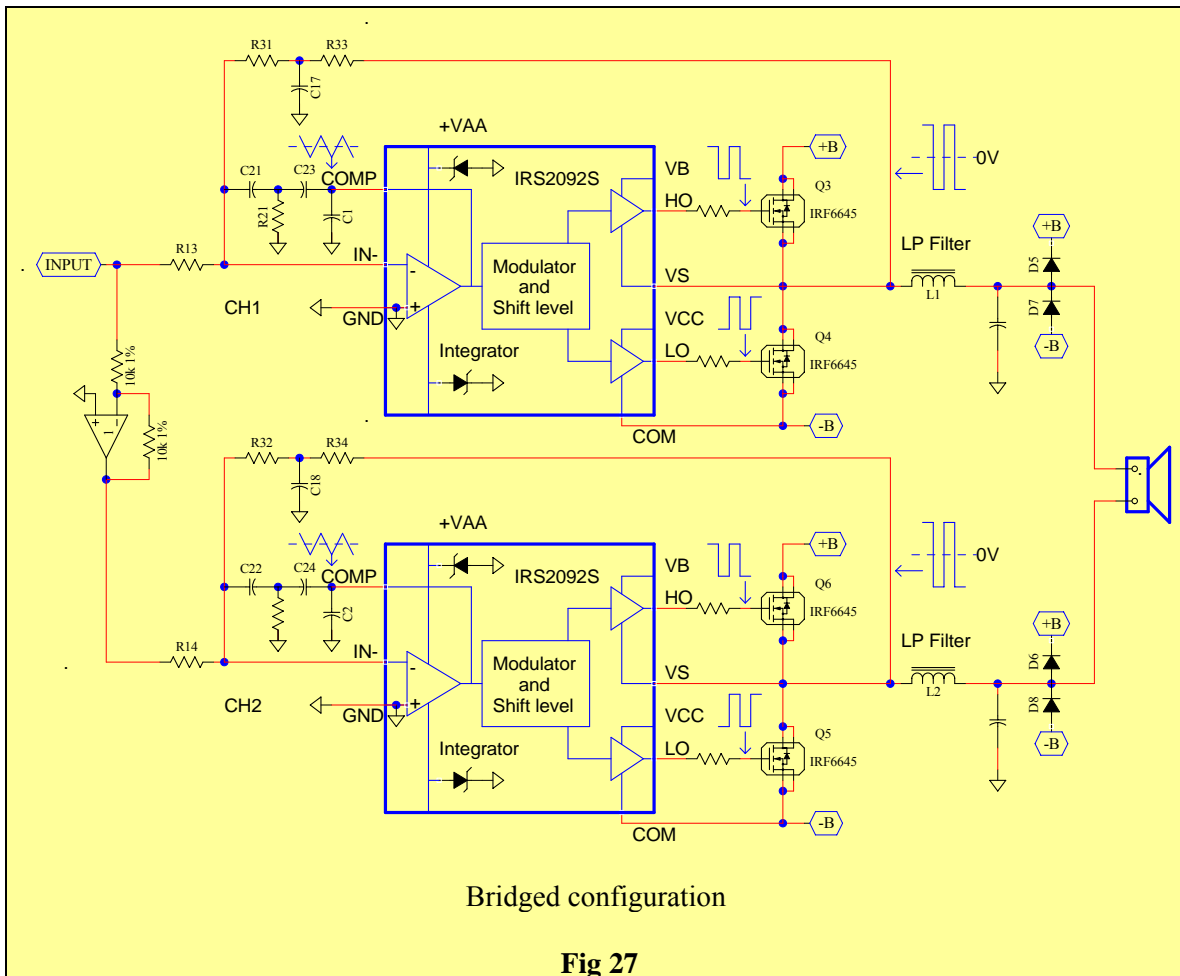 R31
R33
C17
+VAA
C21
C23
COMP
R21
C1
IRS2092S
VB
HO
+B
Q3
IRF6645
0V
LP Filter
+B
D5
INPUT
R13
IN-
-
+
GND
CH1
Modulator
and
Shift level
VS
L1
D7
-B
VCC
LO
Q4
IRF6645
Integrator
COM
-B
10k 1%
+
-
1
10k 1%
R32
R34
C18
+VAA
C22
C24
COMP
C2
IRS2092S
VB
HO
+B
Q6
IRF6645
0V
LP Filter
+B
D6
R14
IN-
-
+
GND
CH2
Modulator
and
Shift level
VS
L2
D8
-B
VCC
LO
Q5
IRF6645
Integrator
COM
-B
Bridged configuration
Fig 27